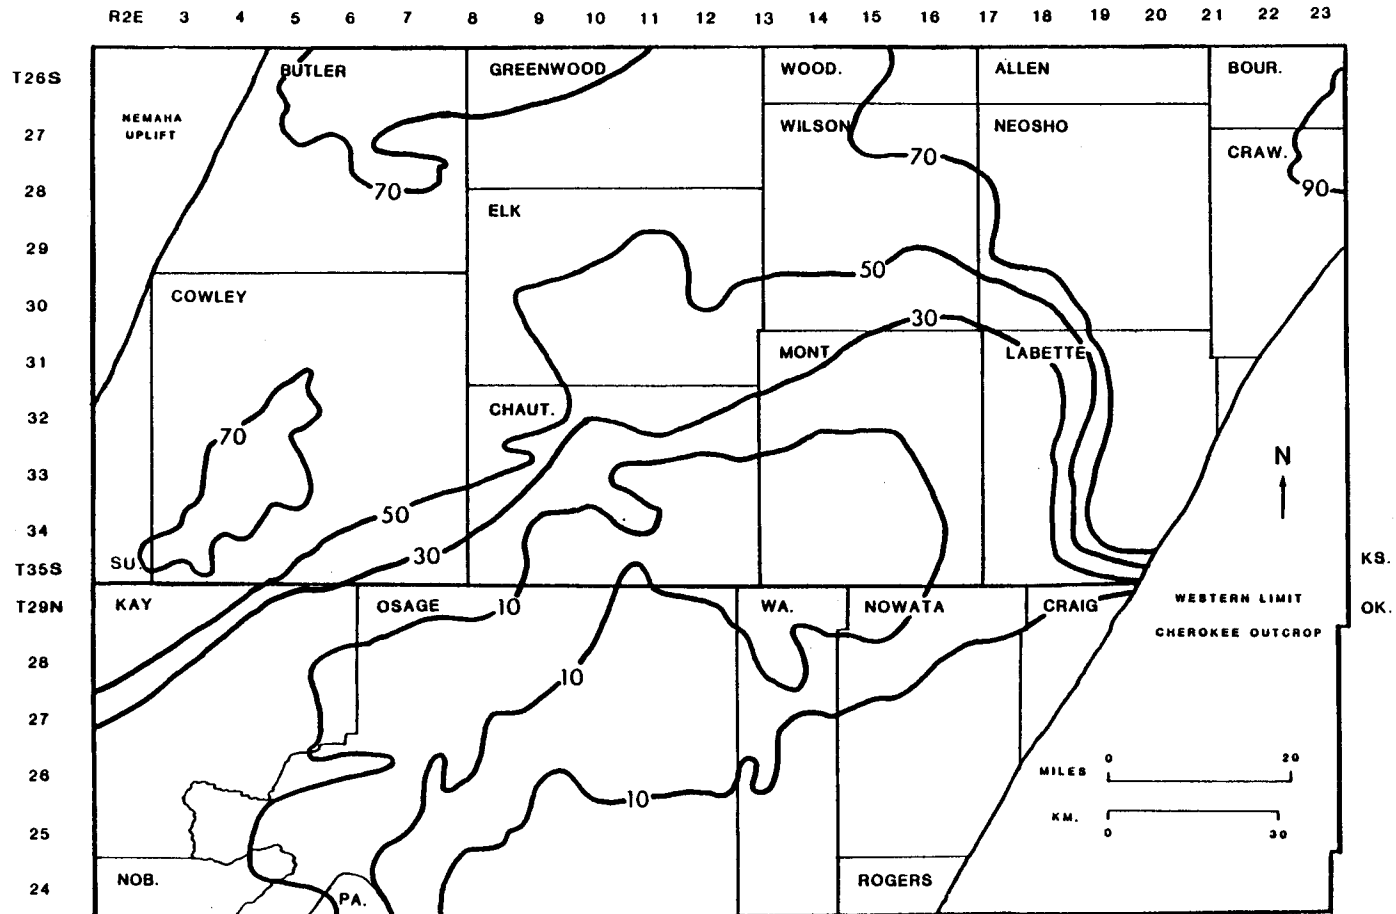 R2E 3 4 5 6 7 8 9 10 11 12 13 14 15 16 17 18 19 20 21 22 23
T26S BUTLER GREENWOOD WOOD. ALLEN BOUR.
NEMAHA
UPLIFT
27 WILSON NEOSHO
70 CRAW.
28 70 90
ELK
29
50
COWLEY
30
30
31 MONT LABETTE
32 CHAUT.
70
N
33
50
34
30 KS.
T35S SU.
T29N KAY OSAGE 10 WA. NOWATA CRAIG WESTERN LIMIT OK.
CHEROKEE OUTCROP
28
10
27
0 20
26 MILES
10
KM.
25 0 30
NOB. ROGERS
24 PA.